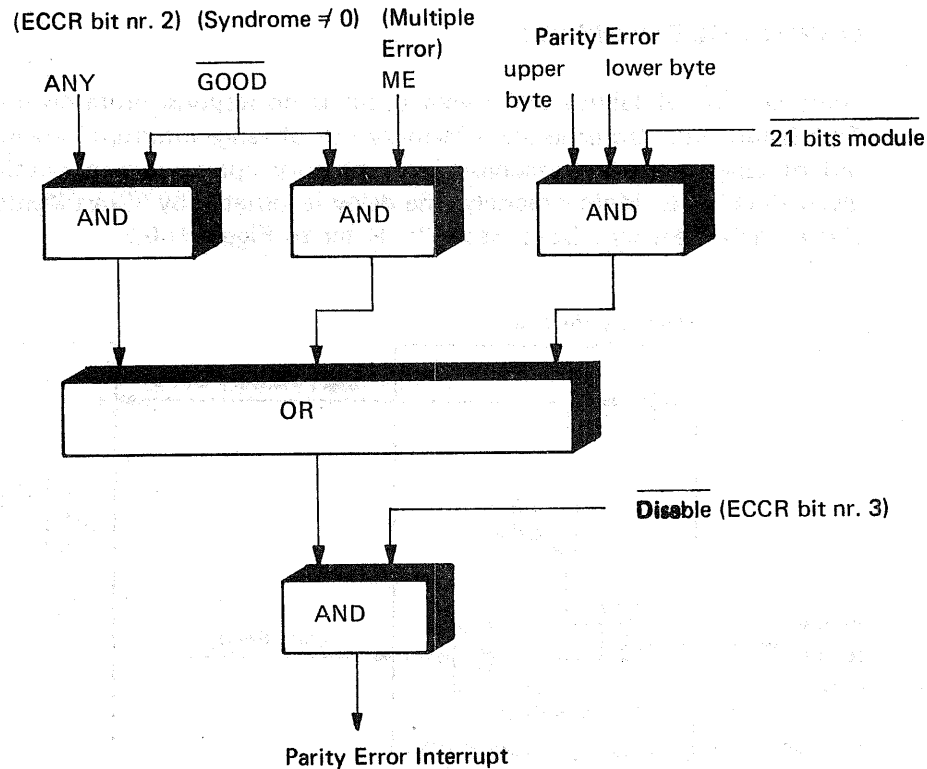 (ECCR bit nr. 2) (Syndrome ≠ 0) (Multiple
Error)
Parity Error
upper lower byte
byte
ANY GOOD ME
21 bits module
AND AND AND
OR
Disable (ECCR bit nr. 3)
AND
Parity Error Interrupt